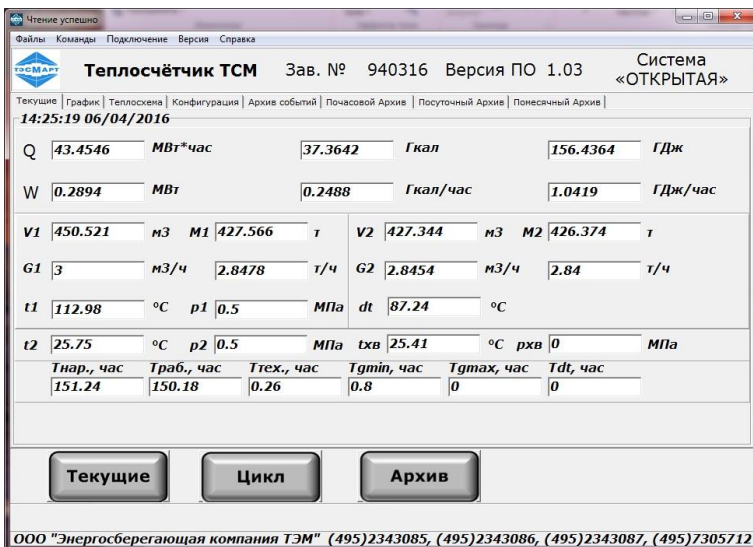 Чтение успешно
Файлы Команды Подключение Версия Справка
ТЭСМАРТ Теплосчётчик ТСМ Зав. № 940316 Версия ПО 1.03 Система «ОТКРЫТАЯ»
Текущие График Теплосхема Конфигурация Архив событий Почасовой Архив Посуточный Архив Помесячный Архив
14:25:19 06/04/2016
Q 43.4546 МВт*час 37.3642 Гкал 156.4364 ГДж
W 0.2894 МВт 0.2488 Гкал/час 1.0419 ГДж/час
V1 450.521 м3 M1 427.566 т V2 427.344 м3 M2 426.374 т
G1 3 м3/ч 2.8478 т/ч G2 2.8454 м3/ч 2.84 т/ч
t1 112.98 °C p1 0.5 МПа dt 87.24 °C
t2 25.75 °C p2 0.5 МПа tхв 25.41 °C pхв 0 МПа
Тнар., час Траб., час Ттех., час Tgmin, час Tgmax, час Tdt, час
151.24 150.18 0.26 0.8 0 0
Текущие Цикл Архив
ООО "Энергосберегающая компания ТЭМ" (495)2343085, (495)2343086, (495)2343087, (495)7305712